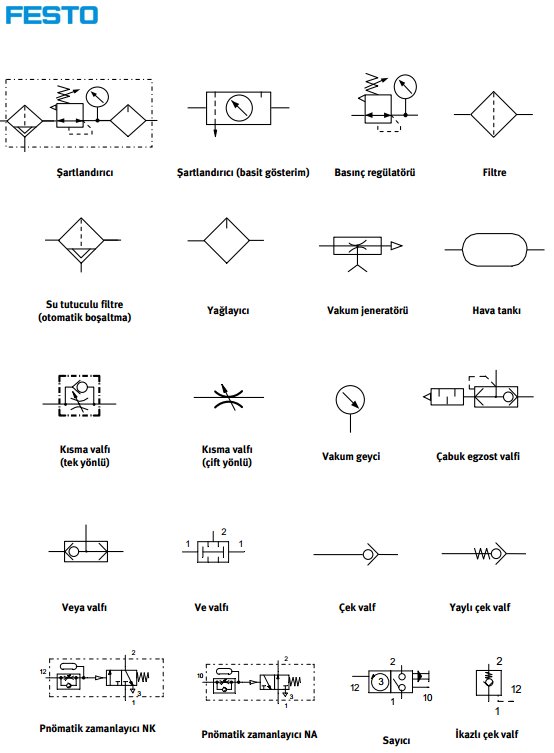 FESTO
Şartlandırıcı
Şartlandırıcı (basit gösterim)
Basınç regülatörü
Filtre
Su tutuculu filtre
(otomatik boşaltma)
Yağlayıcı
Vakum jeneratörü
Hava tankı
Kısma valfı
(tek yönlü)
Kısma valfı
(çift yönlü)
Vakum geyci
Çabuk egzost valfi
2
1
1
Veya valfı
Ve valfı
Çek valf
Yaylı çek valf
2
12
3
1
2
10
3
1
2
12
3
10
1
2
12
1
Pnömatik zamanlayıcı NK
Pnömatik zamanlayıcı NA
Sayıcı
İkazlı çek valf